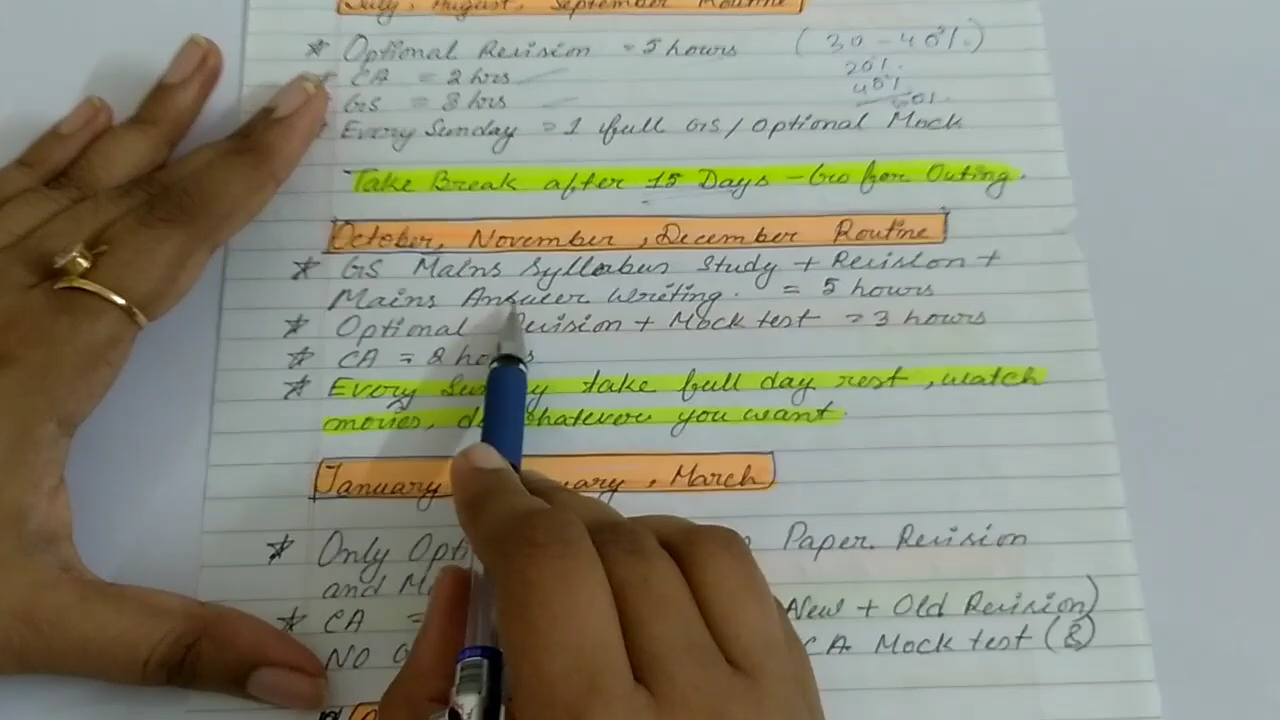 July, August, September Routine
* Optional Revision = 5 hours (30-40%)
* CA = 2 hrs 20%
GS = 3 hrs 40%
Every Sunday = 1 full GS/Optional Mock
Take Break after 15 Days - Go for Outing.
October, November, December Routine
* GS Mains Syllabus Study + Revision +
Mains Answer Writing. = 5 hours
* Optional Revision + Mock test = 3 hours
* CA = 2 hours
* Every Sunday take full day rest, watch
movies, do whatever you want.
January, , March
* Only Paper Revision
and
* CA = New + Old Revision)
NO CA Mock test (8)